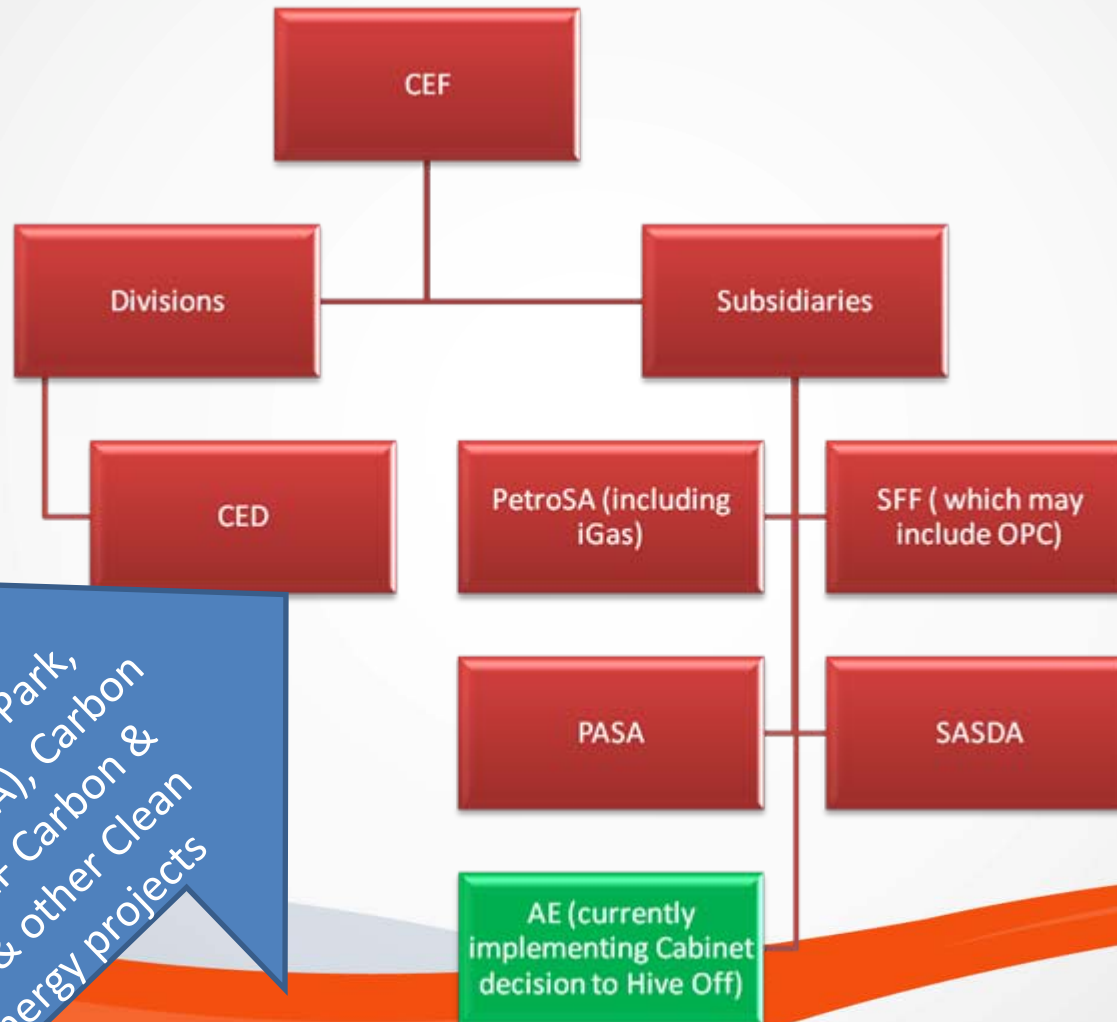 CEF
Divisions
Subsidiaries
CED
PetroSA (including
iGas)
SFF ( which may
include OPC)
PASA
SASDA
AE (currently
implementing Cabinet
decision to Hive Off)
Park,
Carbon
Carbon &
& other Clean
projects